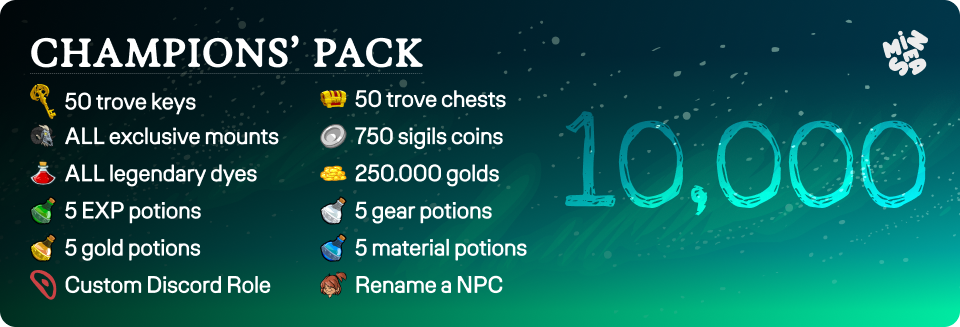 CHAMPIONS' PACK
MiNESED
50 trove keys
50 trove chests
ALL exclusive mounts
750 sigils coins
ALL legendary dyes
250.000 golds
5 EXP potions
5 gear potions
5 gold potions
5 material potions
Custom Discord Role
Rename a NPC
10,000